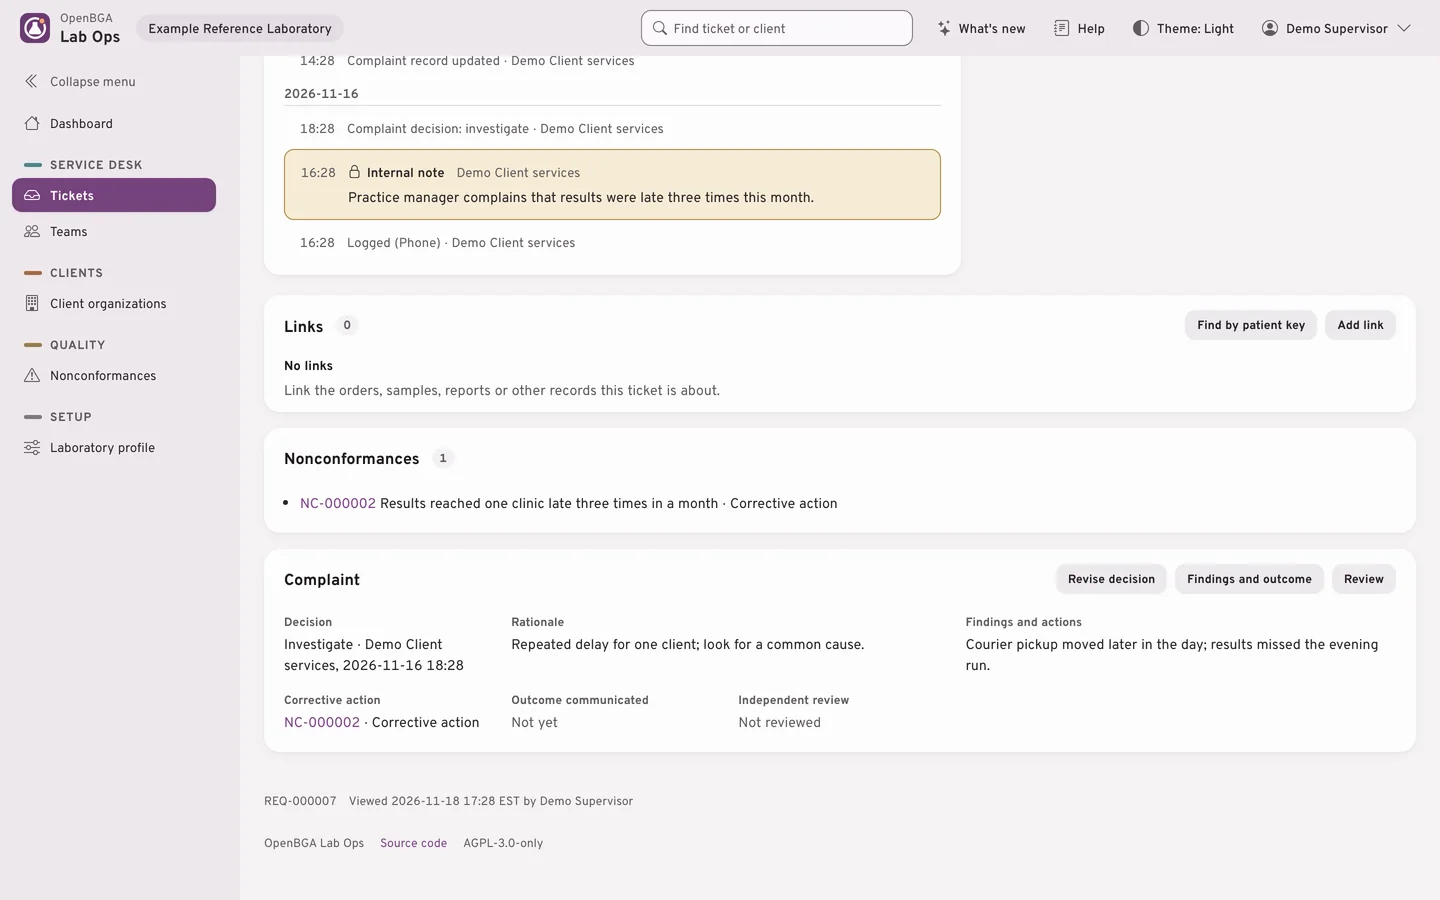 OpenBGA
Lab Ops
Example Reference Laboratory
Find ticket or client
What's new
Help
Theme: Light
Demo Supervisor
Collapse menu
Dashboard
SERVICE DESK
Tickets
Teams
CLIENTS
Client organizations
QUALITY
Nonconformances
SETUP
Laboratory profile
14:28 Complaint record updated · Demo Client services
2026-11-16
18:28 Complaint decision: investigate · Demo Client services
16:28 Internal note Demo Client services
Practice manager complains that results were late three times this month.
16:28 Logged (Phone) · Demo Client services
Links 0
Find by patient key
Add link
No links
Link the orders, samples, reports or other records this ticket is about.
Nonconformances 1
• NC-000002 Results reached one clinic late three times in a month · Corrective action
Complaint
Revise decision
Findings and outcome
Review
Decision
Investigate · Demo Client
services, 2026-11-16 18:28
Rationale
Repeated delay for one client; look for a common cause.
Findings and actions
Courier pickup moved later in the day; results missed the evening
run.
Corrective action
NC-000002 · Corrective action
Outcome communicated
Not yet
Independent review
Not reviewed
REQ-000007 Viewed 2026-11-18 17:28 EST by Demo Supervisor
OpenBGA Lab Ops Source code AGPL-3.0-only